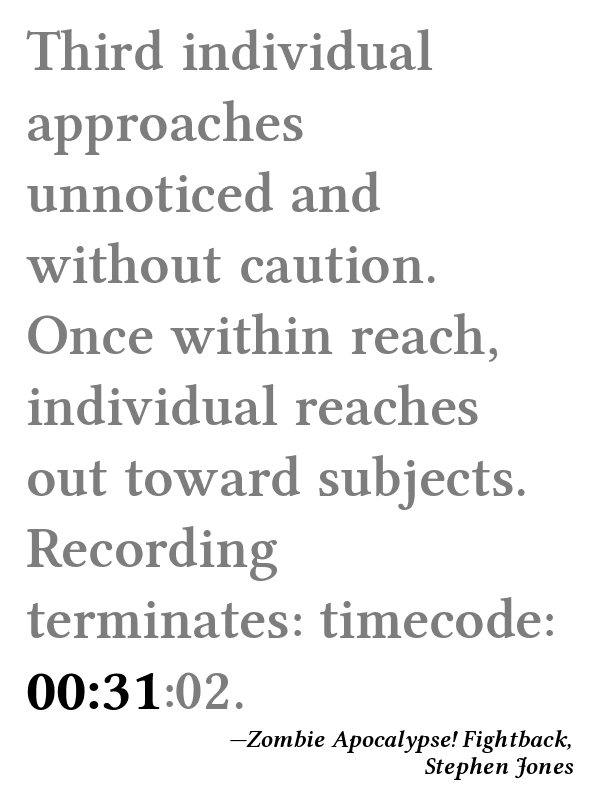 Third individual
approaches
unnoticed and
without caution.
Once within reach,
individual reaches
out toward subjects.
Recording
terminates: timecode:
00:31:02.
—Zombie Apocalypse! Fightback,
Stephen Jones